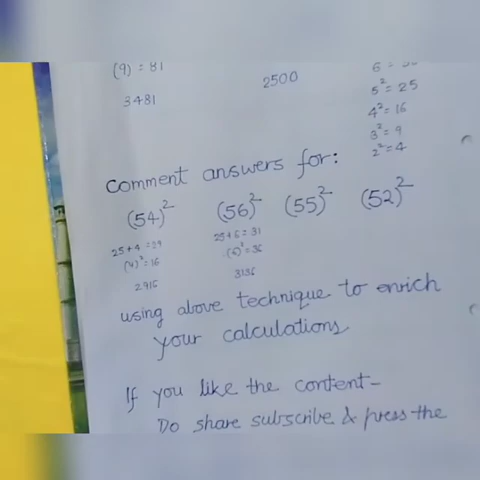 (9) = 81
6 = 36
2500
5² = 25
3481
4² = 16
3² = 9
2² = 4
Comment answers for:
(54)² (56)² (55)² (52)²
25+4 = 29 25+6 = 31
(4)² = 16 (6)² = 36
2916 3136
using above technique to enrich
your calculations
If you like the content-
Do share subscribe & press the